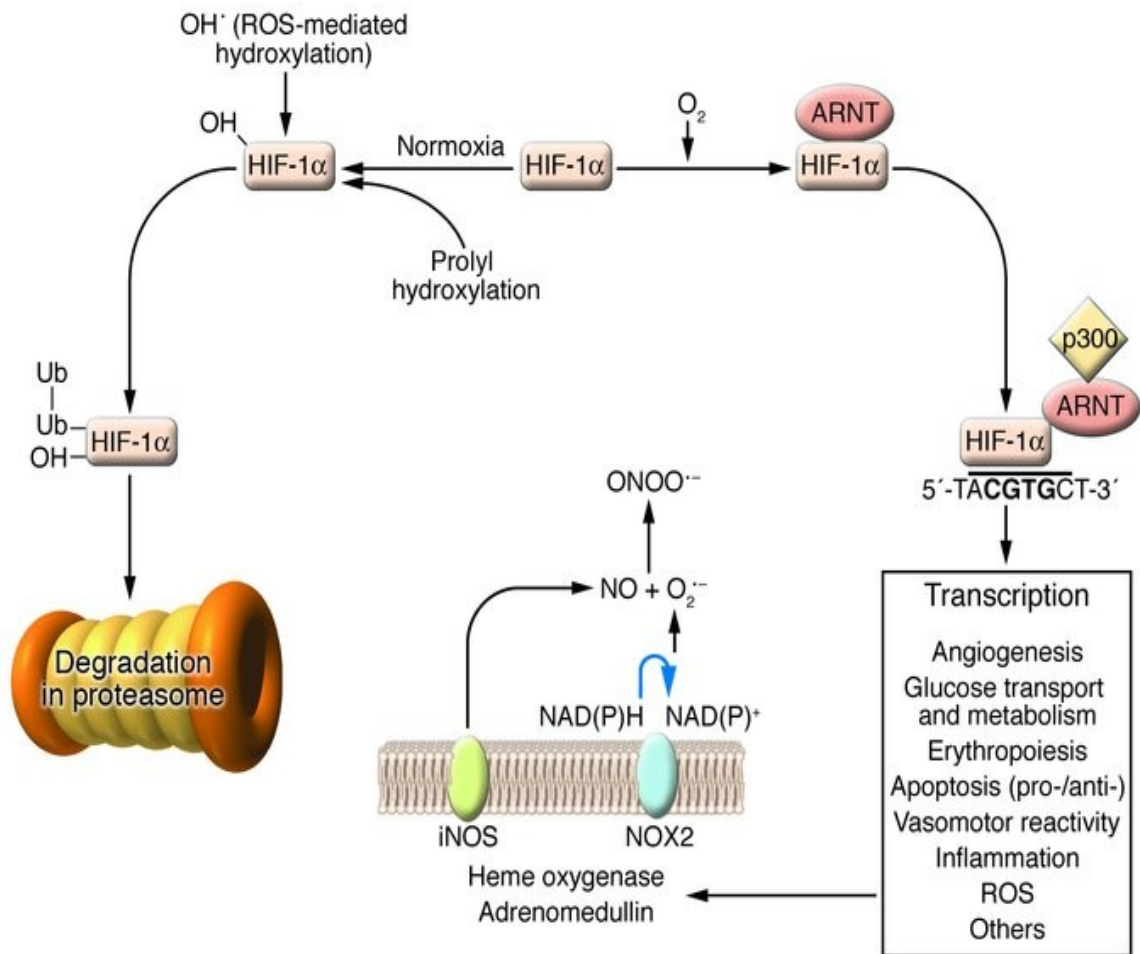 OH· (ROS-mediated
hydroxylation)
OH
HIF-1α
Normoxia
HIF-1α
O₂
ARNT
HIF-1α
Prolyl
hydroxylation
p300
ARNT
HIF-1α
5´-TACGTGCT-3´
Ub
Ub
OH
HIF-1α
Degradation
in proteasome
ONOO·−
NO + O₂·−
NAD(P)H
NAD(P)⁺
iNOS
NOX2
Heme oxygenase
Adrenomedullin
Transcription
Angiogenesis
Glucose transport
and metabolism
Erythropoiesis
Apoptosis (pro-/anti-)
Vasomotor reactivity
Inflammation
ROS
Others